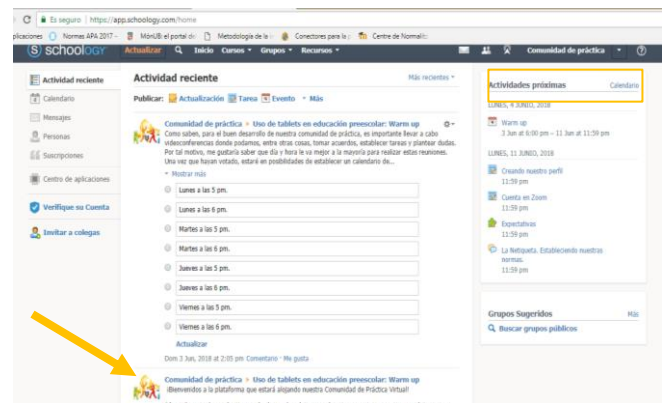 Es seguro | https://app.schoology.com/home
plicaciones Normas APA 2017 - MónUB: el portal de Metodología de la Conectores para la Centre de Normali
S schoology Actualizar Inicio Cursos Grupos Recursos Comunidad de práctica
Actividad reciente
Calendario
Mensajes
Personas
Suscripciones
Centro de aplicaciones
Verifique su Cuenta
Invitar a colegas
Actividad reciente Más recientes
Publicar: Actualización Tarea Evento Más
Comunidad de práctica Uso de tablets en educación preescolar: Warm up
Como saben, para el buen desarrollo de nuestra comunidad de práctica, es importante llevar a cabo
videoconferencias donde podamos, entre otras cosas, tomar acuerdos, establecer tareas y plantear dudas.
Por tal motivo, me gustaría saber que día y hora le va mejor a la mayoría para realizar estas reuniones.
Una vez que hayan votado, estaré en posibilidades de establecer un calendario de...
Mostrar más
Lunes a las 5 pm.
Lunes a las 6 pm.
Martes a las 5 pm.
Martes a las 6 pm.
Jueves a las 5 pm.
Jueves a las 6 pm.
Viernes a las 5 pm.
Viernes a las 6 pm.
Actualizar
Dom 3 Jun, 2018 at 2:05 pm Comentario · Me gusta
Comunidad de práctica Uso de tablets en educación preescolar: Warm up
¡Bienvenidos a la plataforma que estará alojando nuestra Comunidad de Práctica Virtual!
Actividades próximas Calendario
LUNES, 4 JUNIO, 2018
Warm up
3 Jun at 6:00 pm – 11 Jun at 11:59 pm
LUNES, 11 JUNIO, 2018
Creando nuestro perfil
11:59 pm
Cuenta en Zoom
11:59 pm
Expectativas
11:59 pm
La Netiqueta. Estableciendo nuestras
normas.
11:59 pm
Grupos Sugeridos Más
Buscar grupos públicos